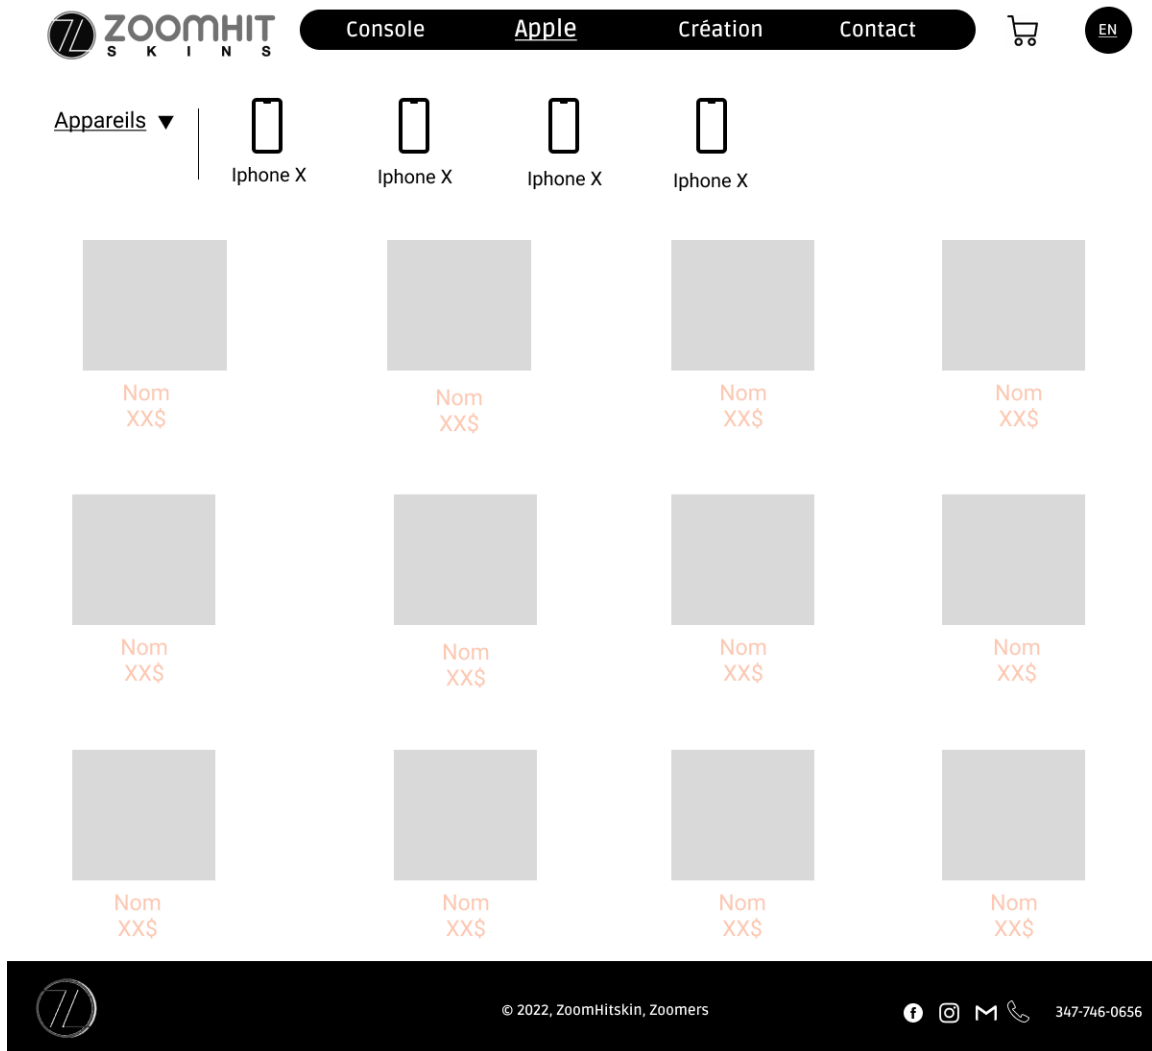 ZOOMHIT
SKINS
Console Apple Création Contact
EN
Appareils ▼
Iphone X Iphone X Iphone X Iphone X
Nom Nom Nom Nom
XX$ XX$ XX$ XX$
Nom Nom Nom Nom
XX$ XX$ XX$ XX$
Nom Nom Nom Nom
XX$ XX$ XX$ XX$
© 2022, ZoomHitskin, Zoomers
347-746-0656